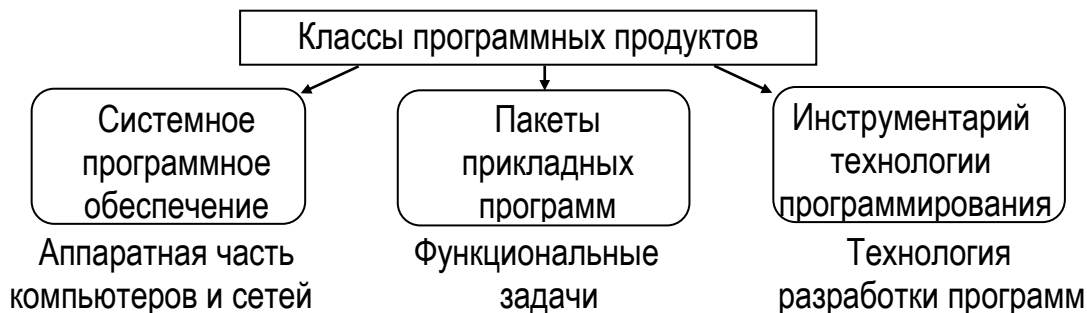 Классы программных продуктов
Системное
программное
обеспечение
Пакеты
прикладных
программ
Инструментарий
технологии
программирования
Аппаратная часть
компьютеров и сетей
Функциональные
задачи
Технология
разработки программ